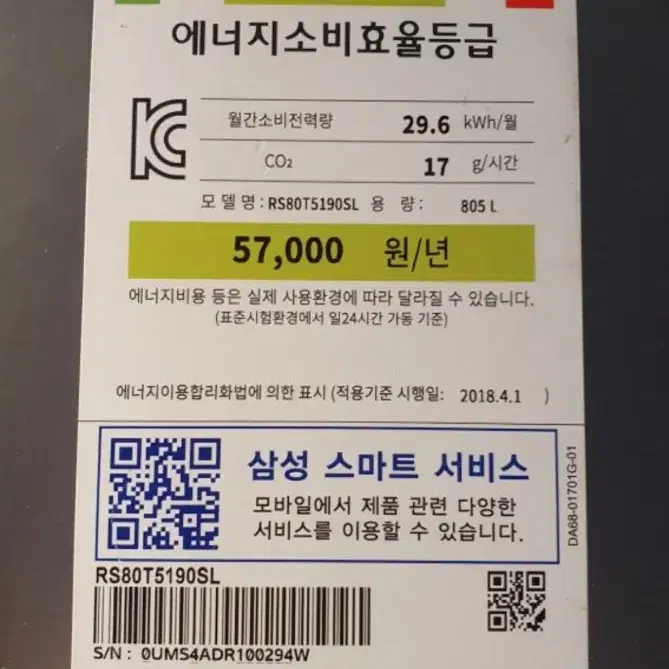 에너지소비효율등급
월간소비전력량 29.6 kWh/월
CO₂ 17 g/시간
모 델 명 : RS80T5190SL 용 량 : 805 L
57,000 원/년
에너지비용 등은 실제 사용환경에 따라 달라질 수 있습니다.
(표준시험환경에서 일24시간 가동 기준)
에너지이용합리화법에 의한 표시 (적용기준 시행일: 2018.4.1 )
삼성 스마트 서비스
모바일에서 제품 관련 다양한
서비스를 이용할 수 있습니다.
DA68-01701G-01
RS80T5190SL
S/N : 0UMS4ADR100294W